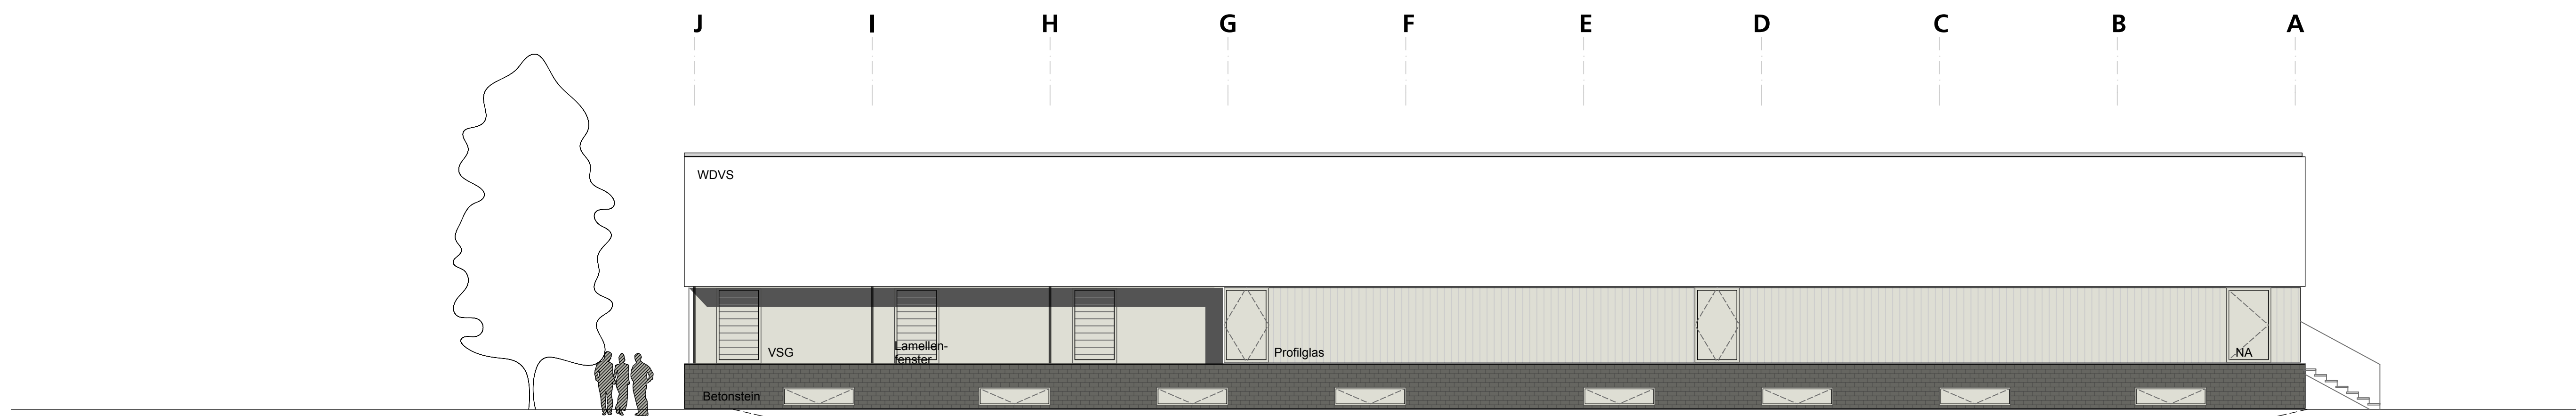 J I H G F E D C B A
WDVS
VSG
Lamellen-
fenster
Profilglas
NA
Betonstein